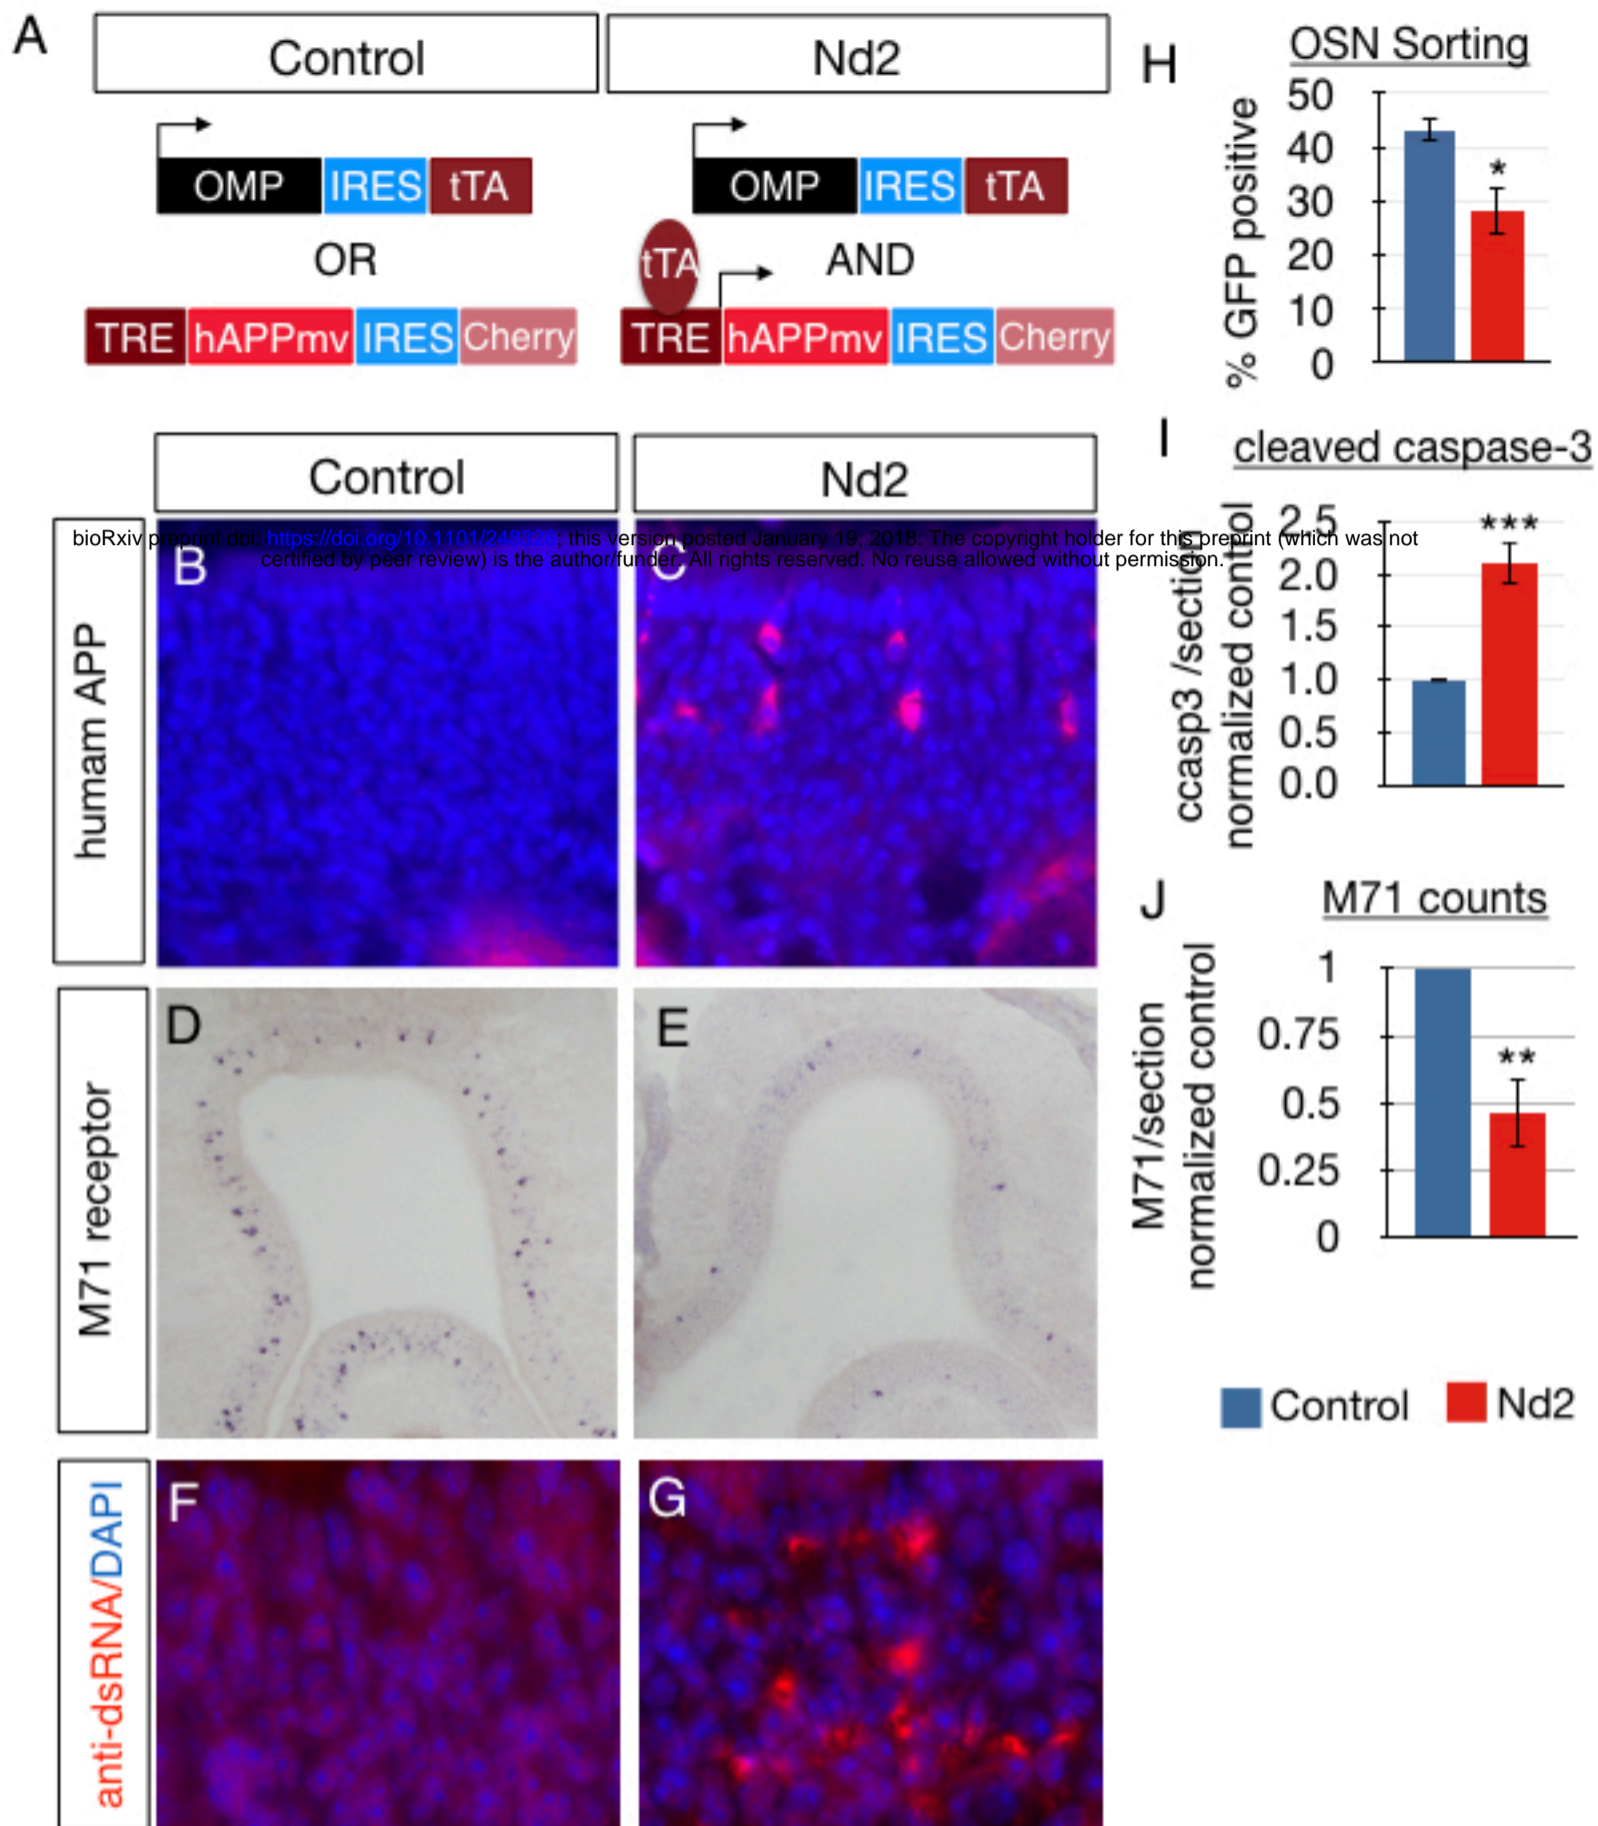 A
Control
Nd2
OMP IRES tTA
OR
TRE hAPPmv IRES Cherry
OMP IRES tTA
tTA
AND
TRE hAPPmv IRES Cherry
Control
Nd2
humam APP
B
C
bioRxiv preprint doi: https://doi.org/10.1101/248323; this version posted January 19, 2018. The copyright holder for this preprint (which was not
certified by peer review) is the author/funder. All rights reserved. No reuse allowed without permission.
M71 receptor
D
E
anti-dsRNA/DAPI
F
G
H
OSN Sorting
% GFP positive
50
40
30
20
10
0
*
I
cleaved caspase-3
ccasp3 /section
normalized control
2.5
2.0
1.5
1.0
0.5
0.0
***
J
M71 counts
M71/section
normalized control
1
0.75
0.5
0.25
0
**
Control
Nd2